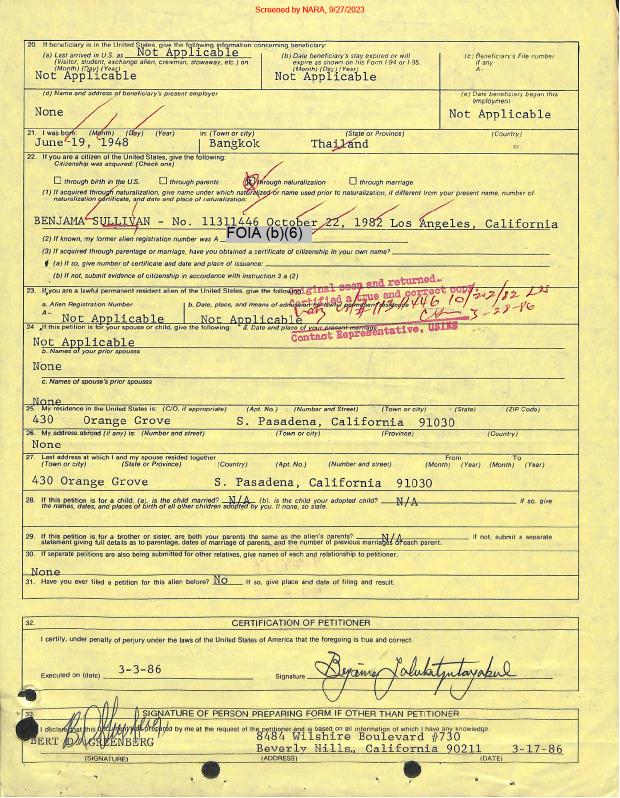 Screened by NARA, 9/27/2023
20. If beneficiary is in the United States, give the following information concerning beneficiary:
(a) Last arrived in U.S. as Not Applicable
(Visitor, student, exchange alien, crewman, stowaway, etc.) on
(Month) (Day) (Year)
Not Applicable
(b) Date beneficiary's stay expired or will
expire as shown on his Form I-94 or I-95.
(Month) (Day) (Year)
Not Applicable
(c) Beneficiary's File number
if any
A-
(d) Name and address of beneficiary's present employer
None
(e) Date beneficiary began this
employment
Not Applicable
21. I was born: (Month) (Day) (Year) in: (Town or city) (State or Province) (Country)
June 19, 1948 Bangkok Thailand
22. If you are a citizen of the United States, give the following:
Citizenship was acquired: (Check one)
through birth in the U.S. through parents through naturalization through marriage
(1) If acquired through naturalization, give name under which naturalized or name used prior to naturalization, if different from your present name, number of
naturalization certificate, and date and place of naturalization:
BENJAMA SULLIVAN - No. 11311446 October 22, 1982 Los Angeles, California
FOIA (b)(6)
(2) If known, my former alien registration number was A
(3) If acquired through parentage or marriage, have you obtained a certificate of citizenship in your own name?
(a) If so, give number of certificate and date and place of issuance:
(b) If not, submit evidence of citizenship in accordance with instruction 3 a (2)
23. If you are a lawful permanent resident alien of the United States, give the following:
Original seen and returned.
Certified a true and correct copy.
a. Alien Registration Number b. Date, place, and means of admission
A- Not Applicable Not Applicable
10/22/82
3-28-86
Contact Representative, USINS
24. If this petition is for your spouse or child, give the following: a. Date and place of your present marriage
Not Applicable
b. Names of your prior spouses
None
c. Names of spouse's prior spouses
None
25. My residence in the United States is: (C/O, if appropriate) (Apt. No.) (Number and Street) (Town or city) (State) (ZIP Code)
430 Orange Grove S. Pasadena, California 91030
26. My address abroad (if any) is: (Number and Street) (Town or city) (Province) (Country)
None
27. Last address at which I and my spouse resided together From To
(Town or city) (State or Province) (Country) (Apt. No.) (Number and street) (Month) (Year) (Month) (Year)
430 Orange Grove S. Pasadena, California 91030
28. If this petition is for a child, (a). is the child married? N/A (b). is the child your adopted child? N/A If so, give
the names, dates, and places of birth of all other children adopted by you. If none, so state.
29. If this petition is for a brother or sister, are both your parents the same as the alien's parents? N/A If not, submit a separate
statement giving full details as to parentage, dates of marriage of parents, and the number of previous marriages of each parent.
30. If seperate petitions are also being submitted for other relatives, give names of each and relationship to petitioner.
None
31. Have you ever filed a petition for this alien before? No If so, give place and date of filing and result.
32. CERTIFICATION OF PETITIONER
I certify, under penalty of perjury under the laws of the United States of America that the foregoing is true and correct.
Executed on (date) 3-3-86 Signature
33. SIGNATURE OF PERSON PREPARING FORM IF OTHER THAN PETITIONER
I declare that this document was prepared by me at the request of the petitioner and is based on all information of which I have any knowledge.
BERT D. GREENBERG 8484 Wilshire Boulevard #730
Beverly Hills, California 90211 3-17-86
(SIGNATURE) (ADDRESS) (DATE)